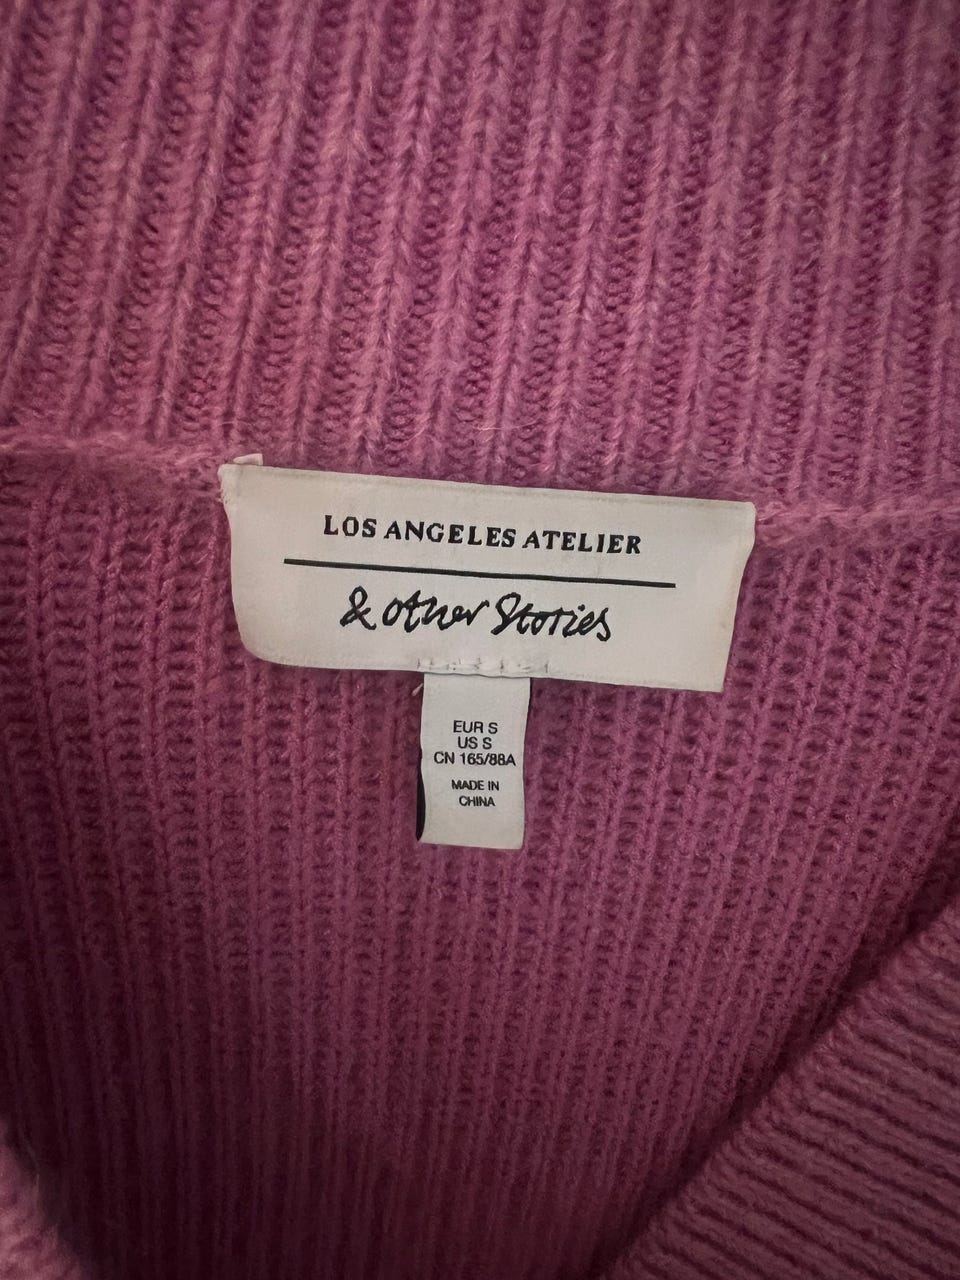 LOS ANGELES ATELIER
& other Stories
EUR S
US S
CN 165/88A
MADE IN
CHINA